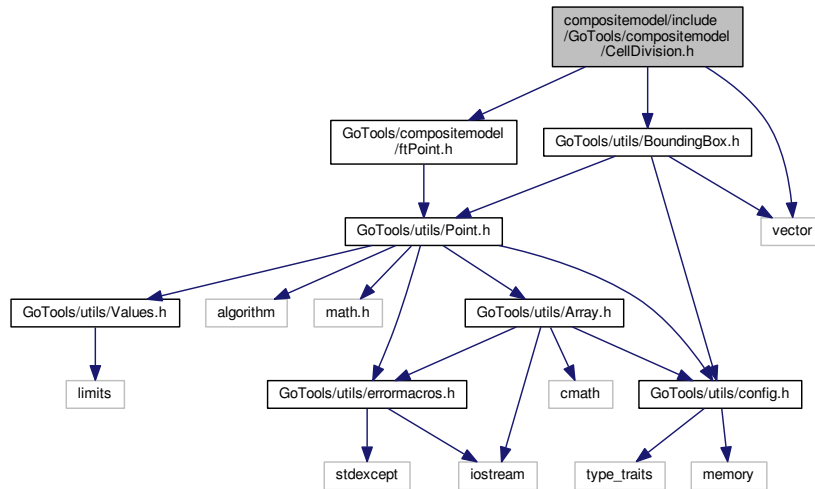 compositemodel/include
/GoTools/compositemodel
/CellDivision.h
GoTools/compositemodel
/ftPoint.h
GoTools/utils/BoundingBox.h
GoTools/utils/Point.h
vector
GoTools/utils/Values.h
algorithm
math.h
GoTools/utils/Array.h
limits
GoTools/utils/errormacros.h
cmath
GoTools/utils/config.h
stdexcept
iostream
type_traits
memory